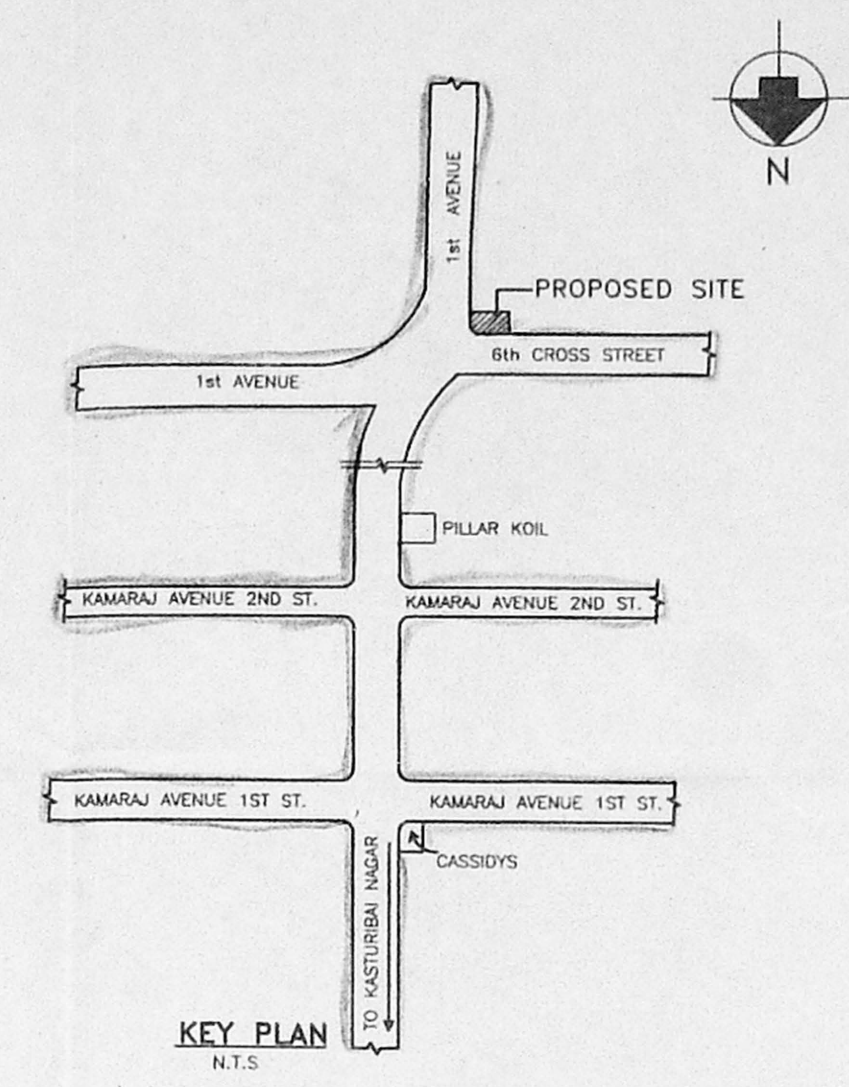 N
1st AVENUE
PROPOSED SITE
6th CROSS STREET
1st AVENUE
PILLAR KOIL
KAMARAJ AVENUE 2ND ST.
KAMARAJ AVENUE 2ND ST.
KAMARAJ AVENUE 1ST ST.
KAMARAJ AVENUE 1ST ST.
CASSIDYS
TO KASTURIBAI NAGAR
KEY PLAN
N.T.S